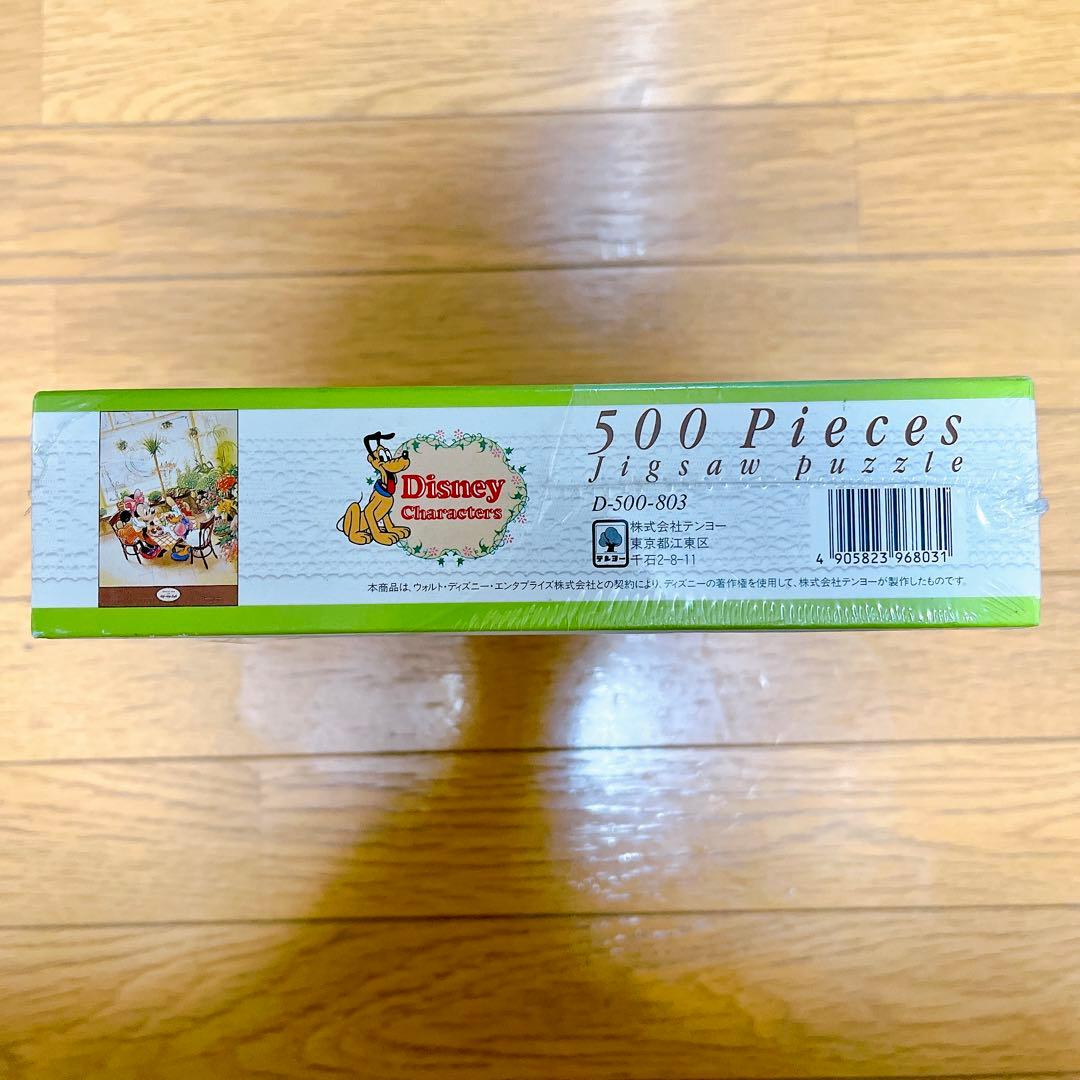 500 Pieces
Jigsaw puzzle
Disney
Characters
D-500-803
テンヨー
株式会社テンヨー
東京都江東区
千石2-8-11
4 905823 968031
本商品は、ウォルト・ディズニー・エンタプライズ株式会社との契約により、ディズニーの著作権を使用して、株式会社テンヨーが製作したものです。